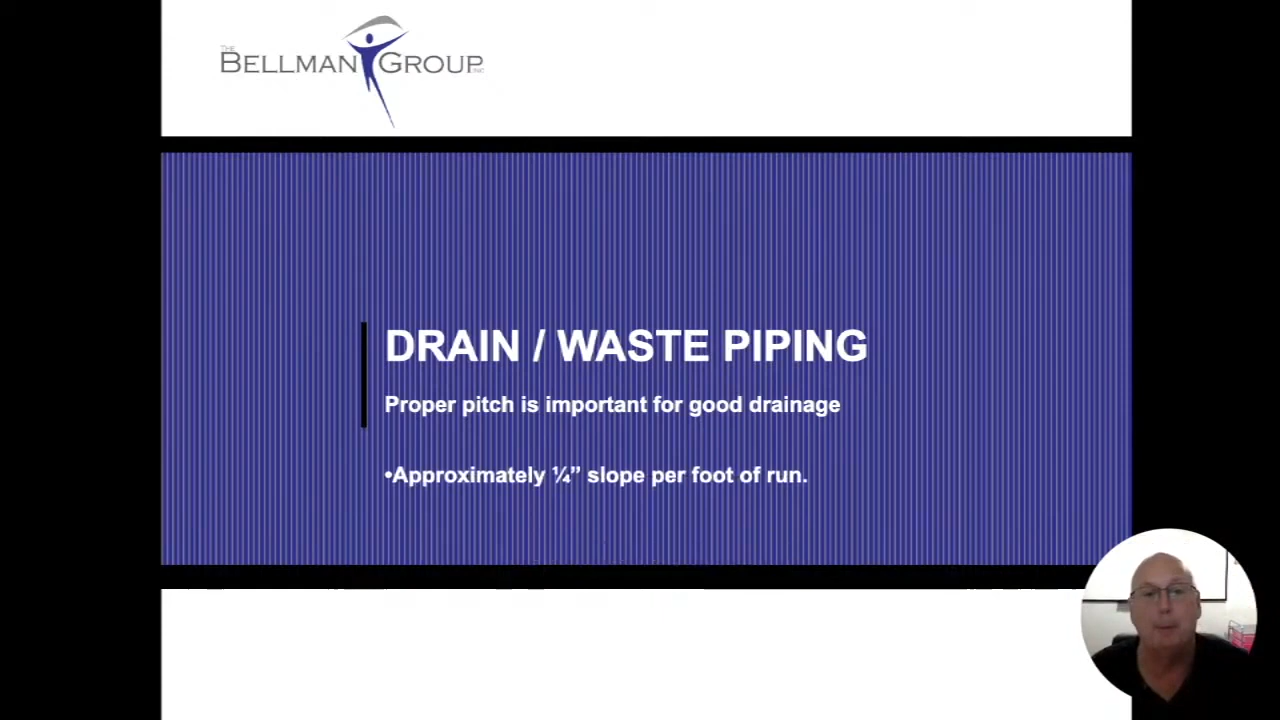 THE
BELLMAN GROUP INC
DRAIN / WASTE PIPING
Proper pitch is important for good drainage
•Approximately ¼” slope per foot of run.